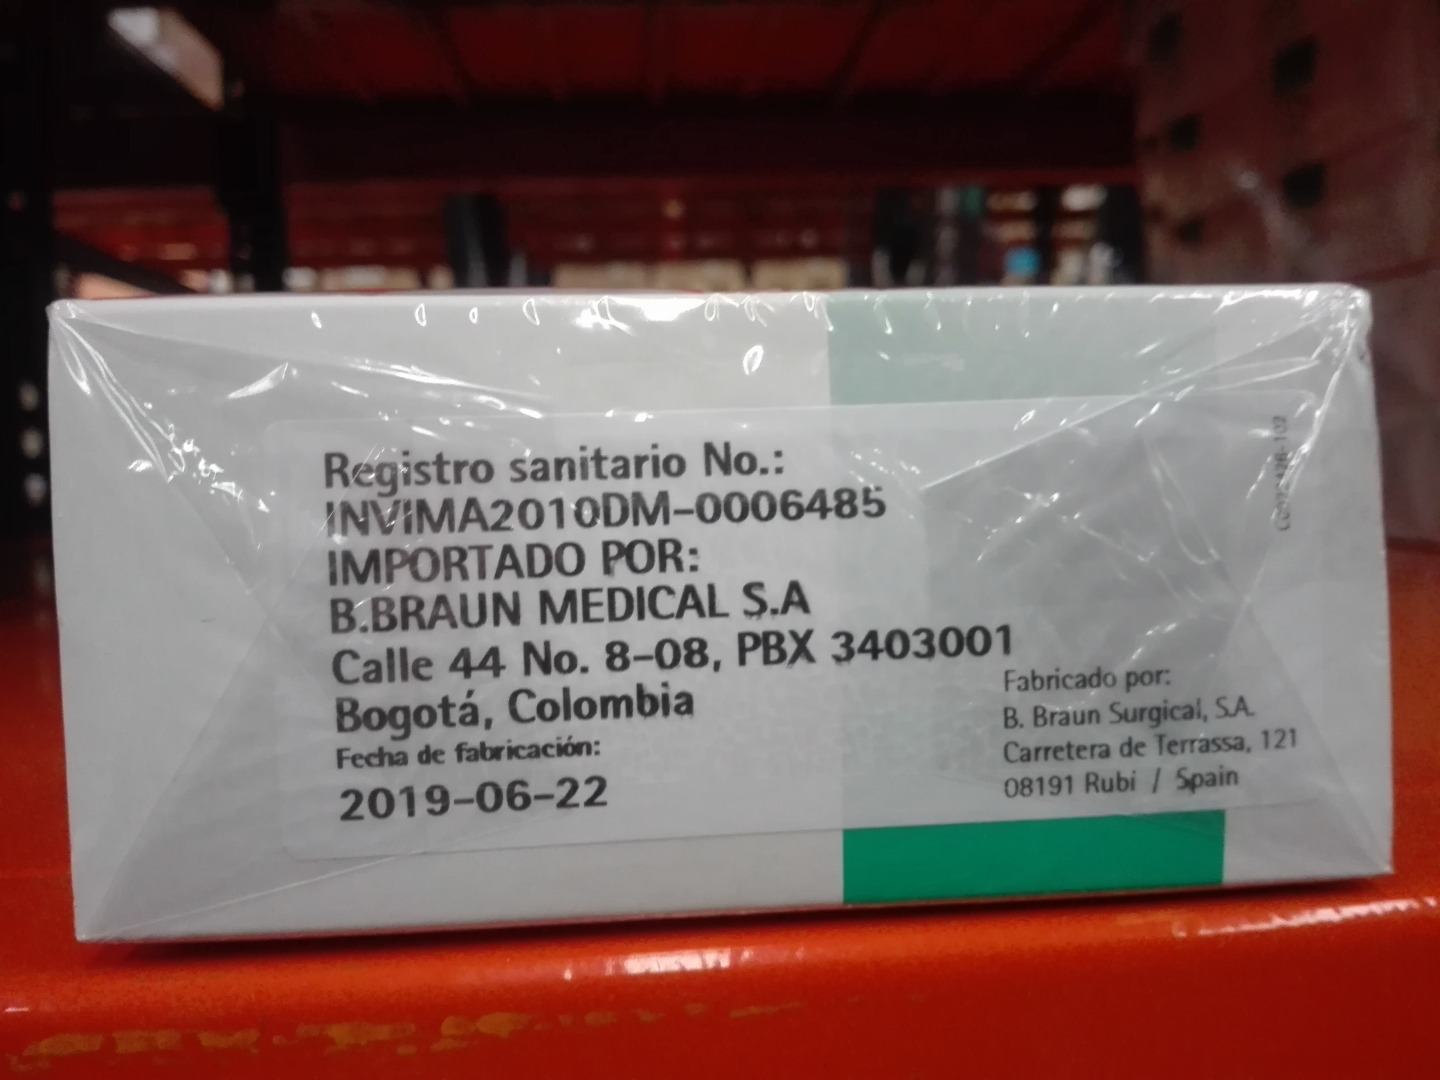 Registro sanitario No.:
INVIMA2010DM-0006485
IMPORTADO POR:
B.BRAUN MEDICAL S.A
Calle 44 No. 8-08, PBX 3403001
Bogotá, Colombia
Fecha de fabricación:
2019-06-22
Fabricado por:
B. Braun Surgical, S.A.
Carretera de Terrassa, 121
08191 Rubi / Spain